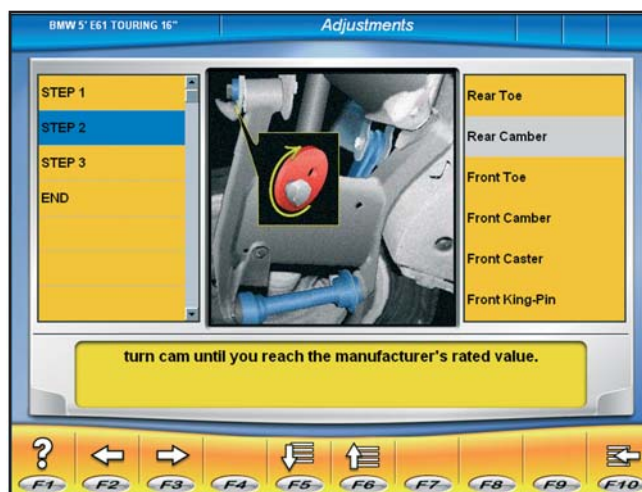 BMW 5' E61 TOURING 16"
Adjustments
STEP 1
STEP 2
STEP 3
END
Rear Toe
Rear Camber
Front Toe
Front Camber
Front Caster
Front King-Pin
turn cam until you reach the manufacturer's rated value.
?
F1
F2
F3
F4
F5
F6
F7
F8
F9
F10